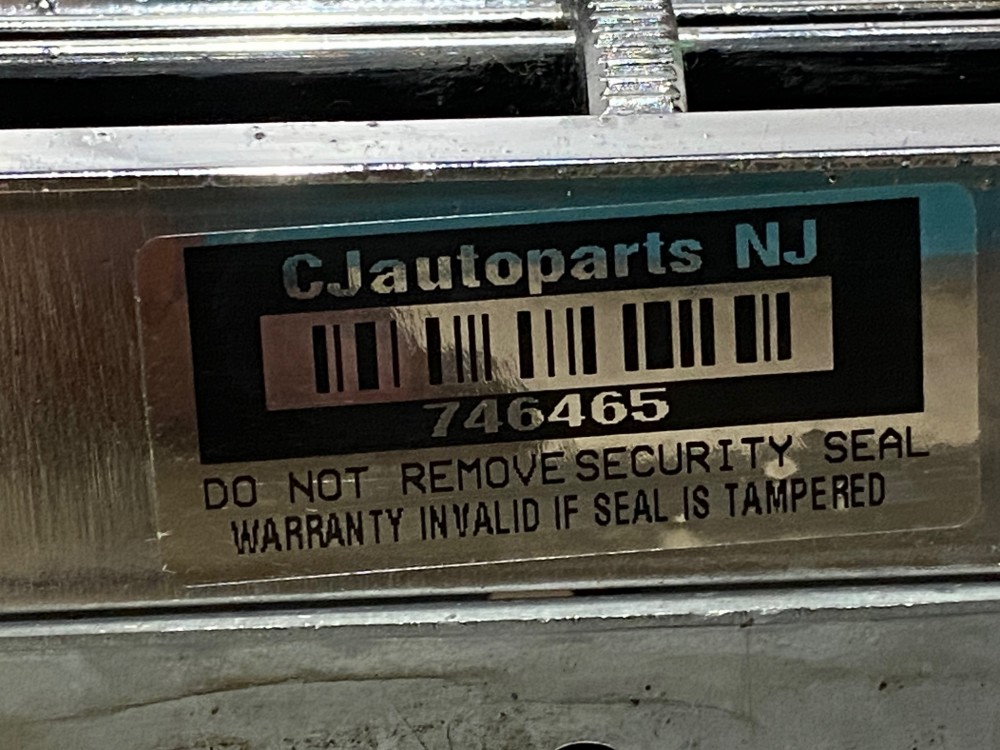 CJautoparts NJ
746465
DO NOT REMOVE SECURITY SEAL
WARRANTY INVALID IF SEAL IS TAMPERED